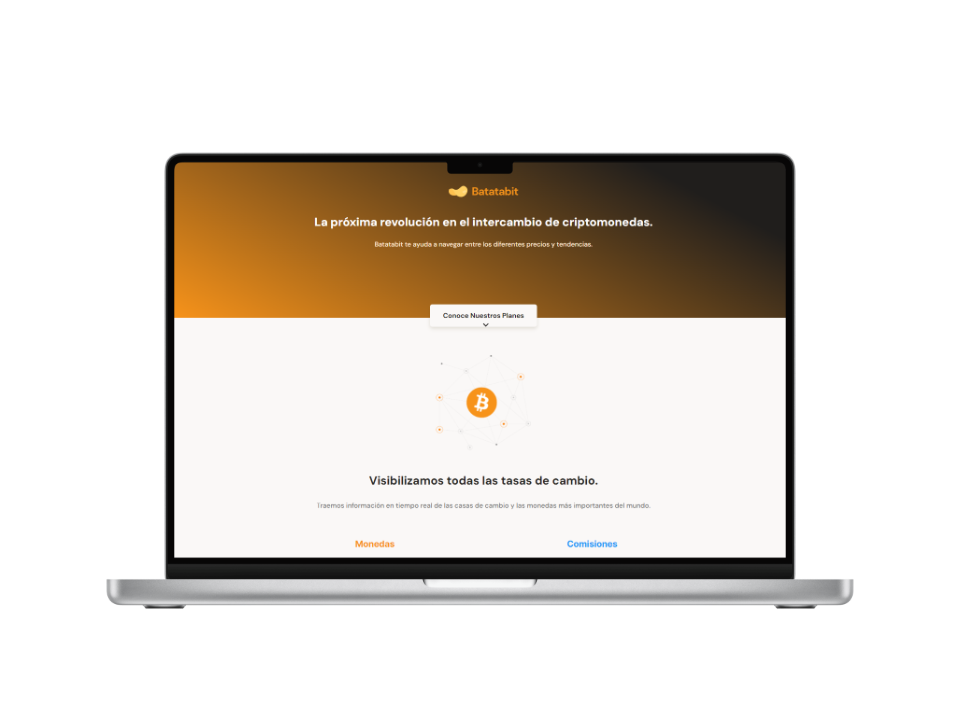 Batatabit
La próxima revolución en el intercambio de criptomonedas.
Batatabit te ayuda a navegar entre los diferentes precios y tendencias.
Conoce Nuestros Planes
Visibilizamos todas las tasas de cambio.
Traemos información en tiempo real de las casas de cambio y las monedas más importantes del mundo.
Monedas
Comisiones